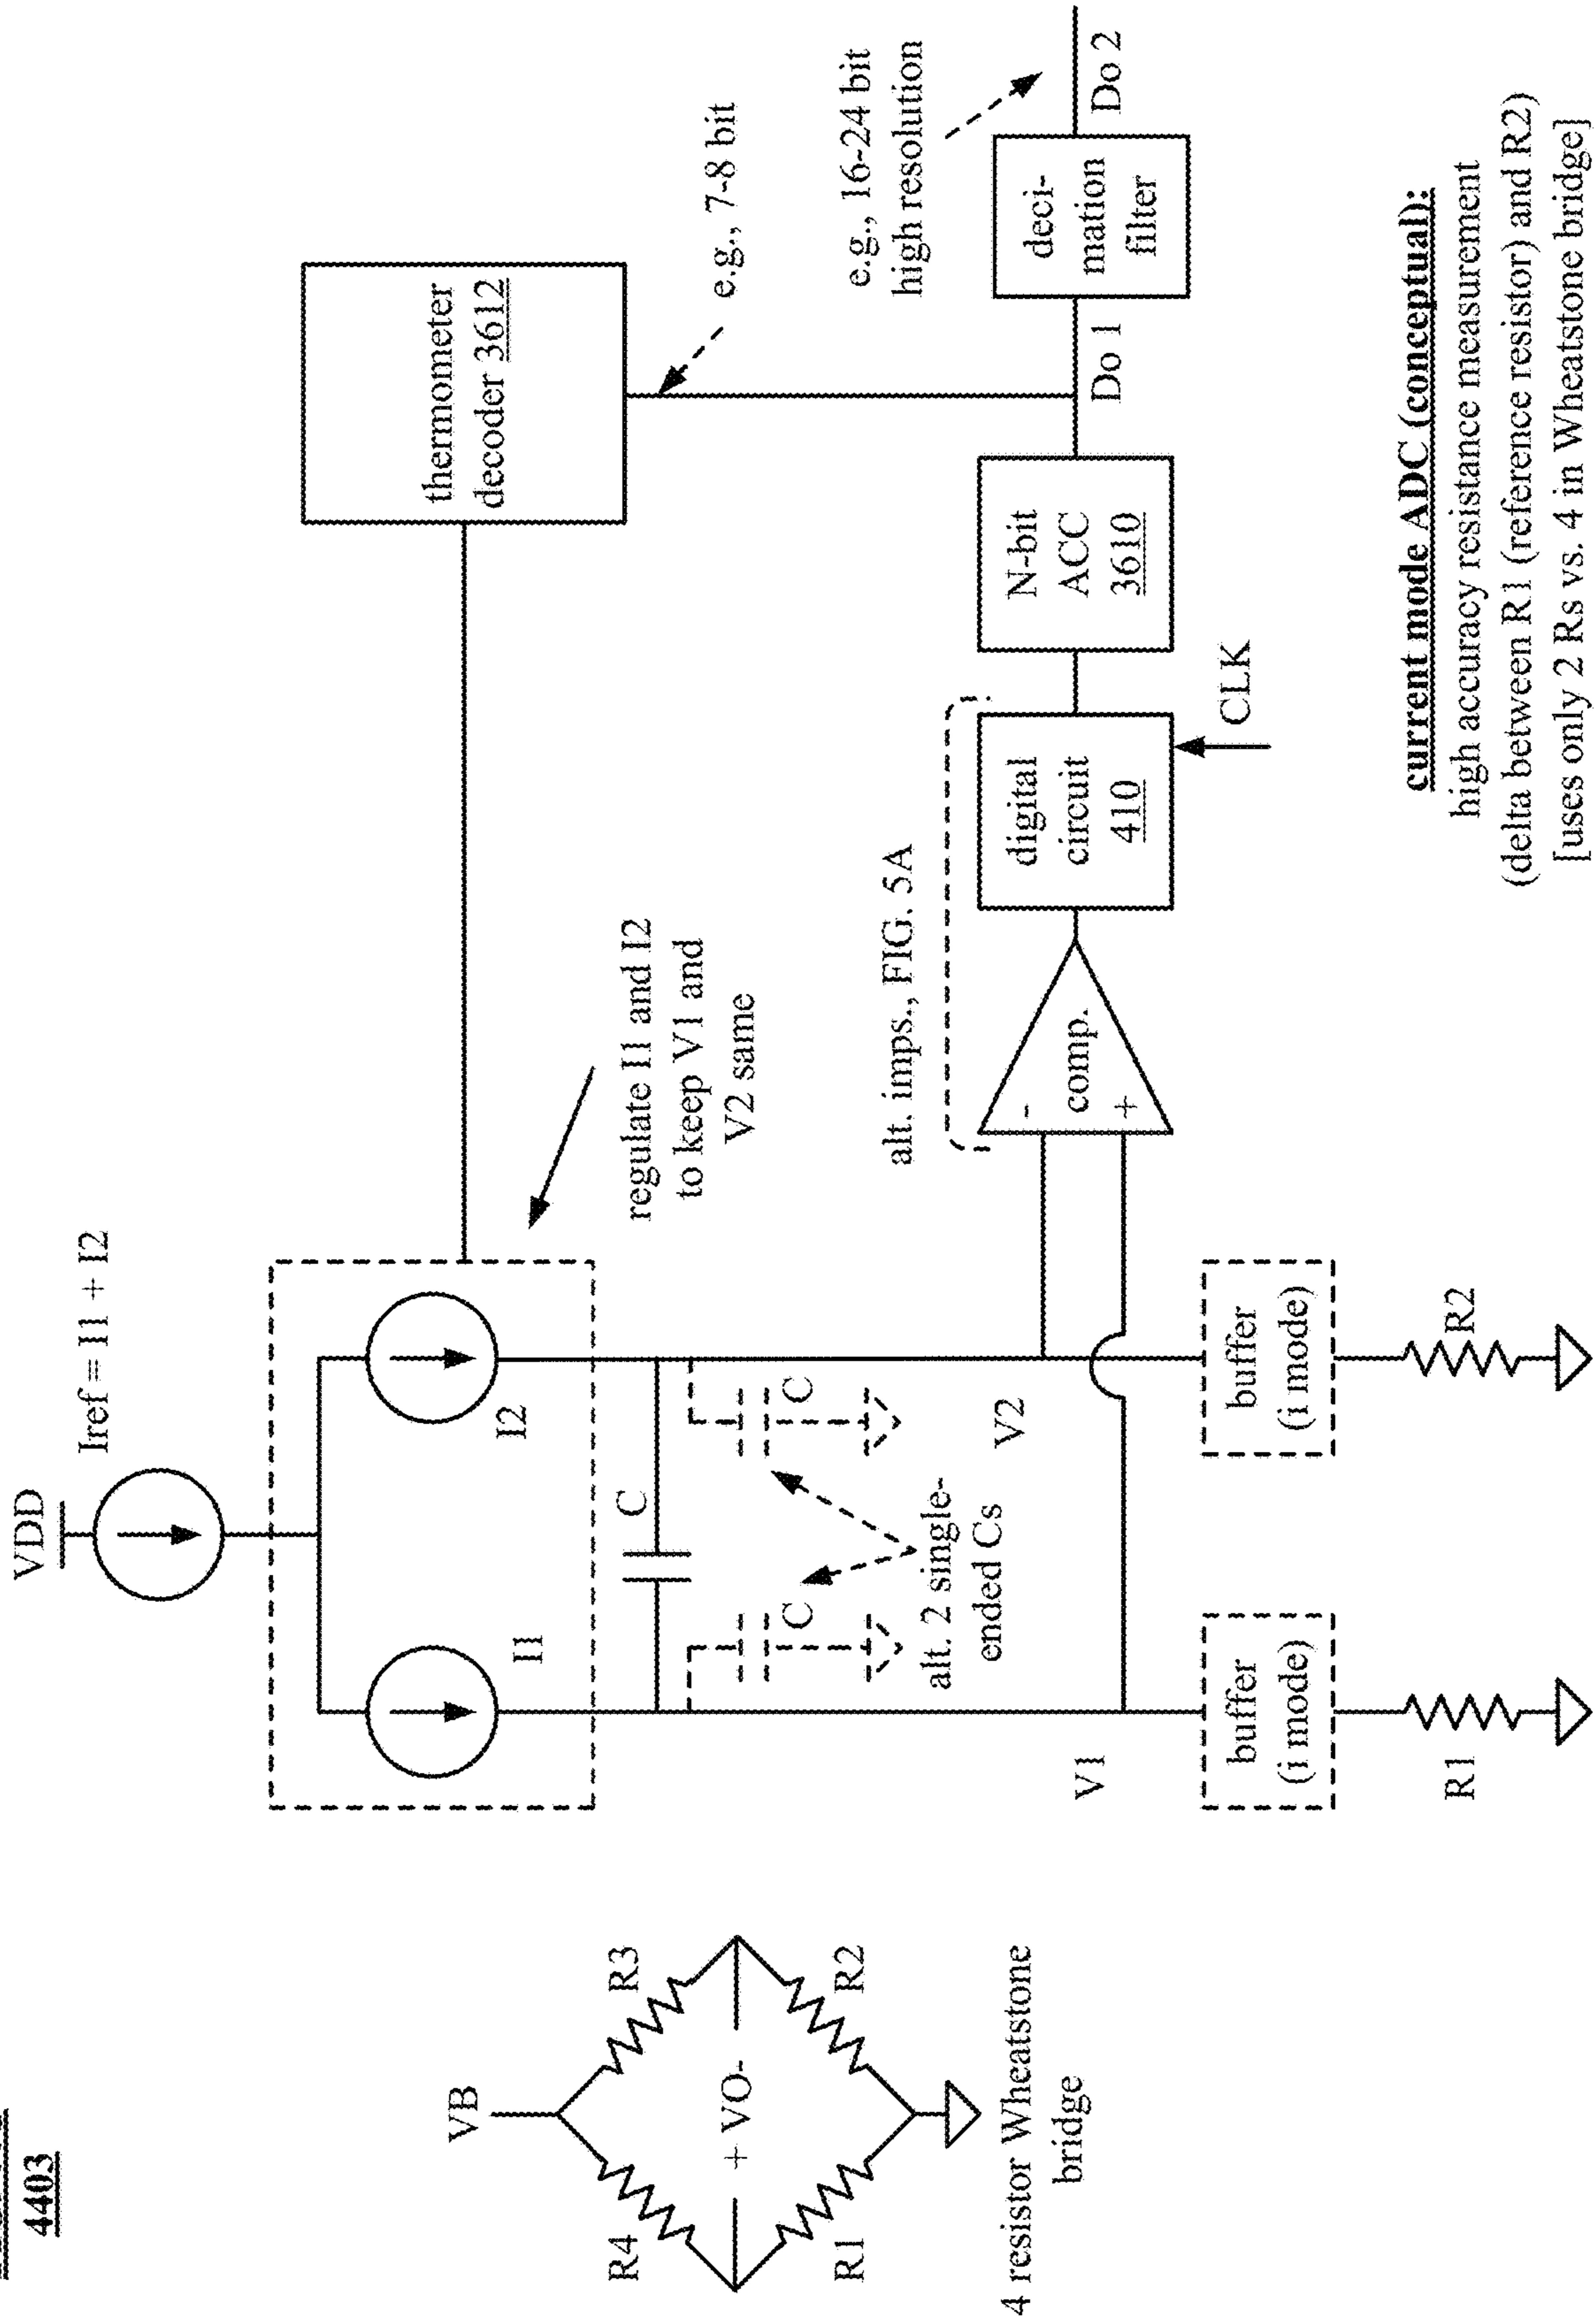 4403
VB
R4
R3
+ VO-
R1
R2
4 resistor Wheatstone
bridge
VDD
Iref = I1 + I2
I1
I2
regulate I1 and I2
to keep V1 and
V2 same
thermometer
decoder 3612
e.g., 7-8 bit
C
C
C
alt. 2 single-
ended Cs
V1
V2
alt. imps., FIG. 5A
-
comp.
+
digital
circuit
410
CLK
N-bit
ACC
3610
Do 1
deci-
mation
filter
e.g., 16-24 bit
high resolution
Do 2
buffer
(i mode)
buffer
(i mode)
R1
R2
current mode ADC (conceptual):
high accuracy resistance measurement
(delta between R1 (reference resistor) and R2)
[uses only 2 Rs vs. 4 in Wheatstone bridge]